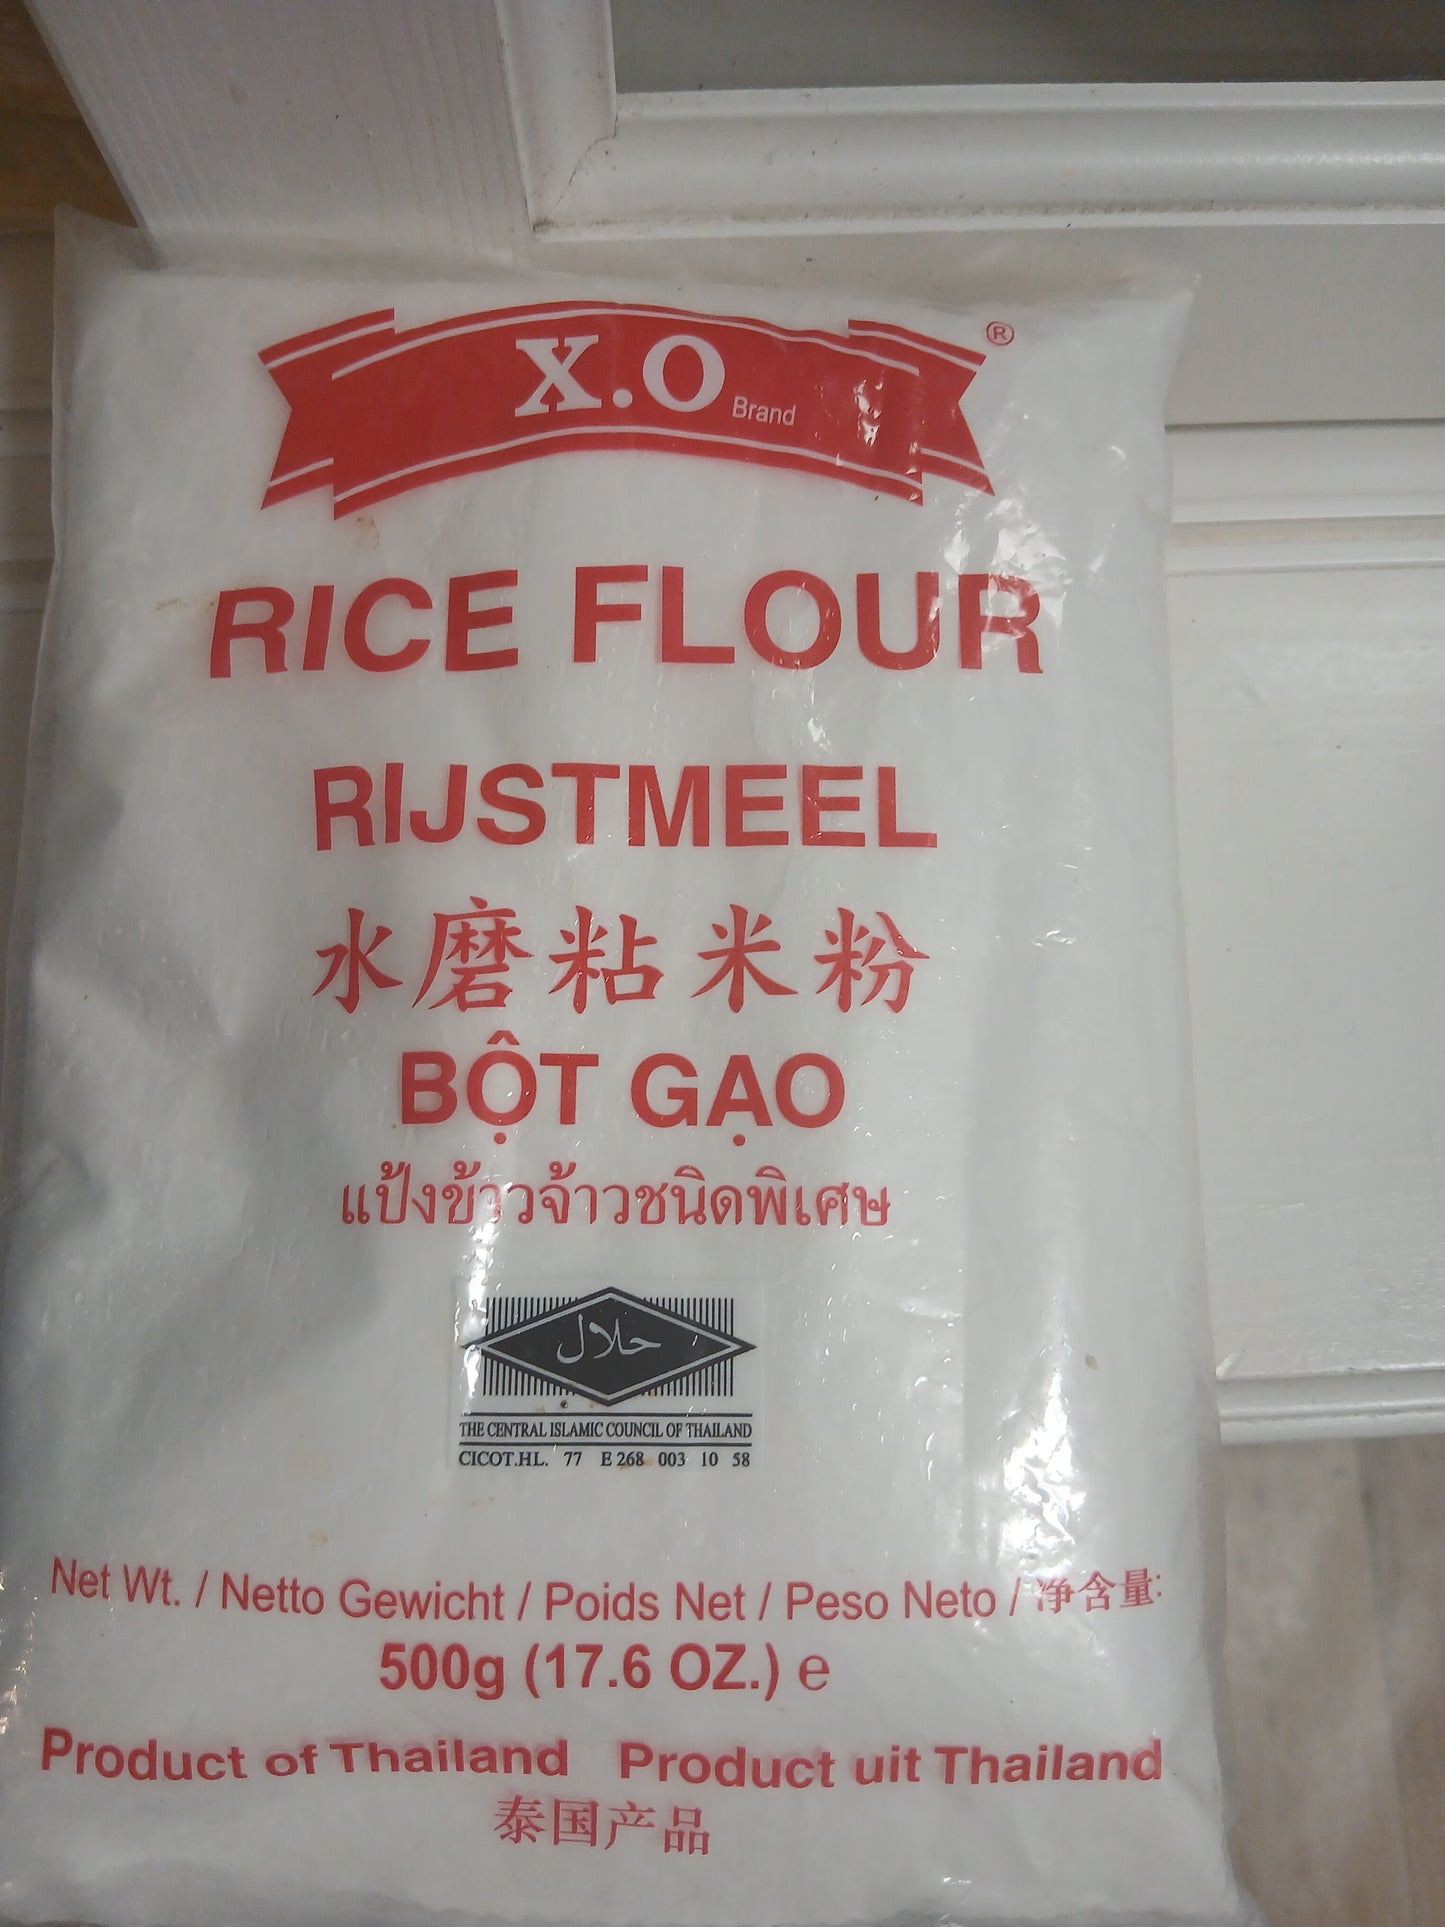 X.O Brand ®
RICE FLOUR
RIJSTMEEL
水磨粘米粉
BỘT GẠO
แป้งข้าวจ้าวชนิดพิเศษ
حلال
THE CENTRAL ISLAMIC COUNCIL OF THAILAND
CICOT.HL. 77 E 268 003 10 58
Net Wt. / Netto Gewicht / Poids Net / Peso Neto / 净含量:
500g (17.6 OZ.) ℮
Product of Thailand Product uit Thailand
泰国产品